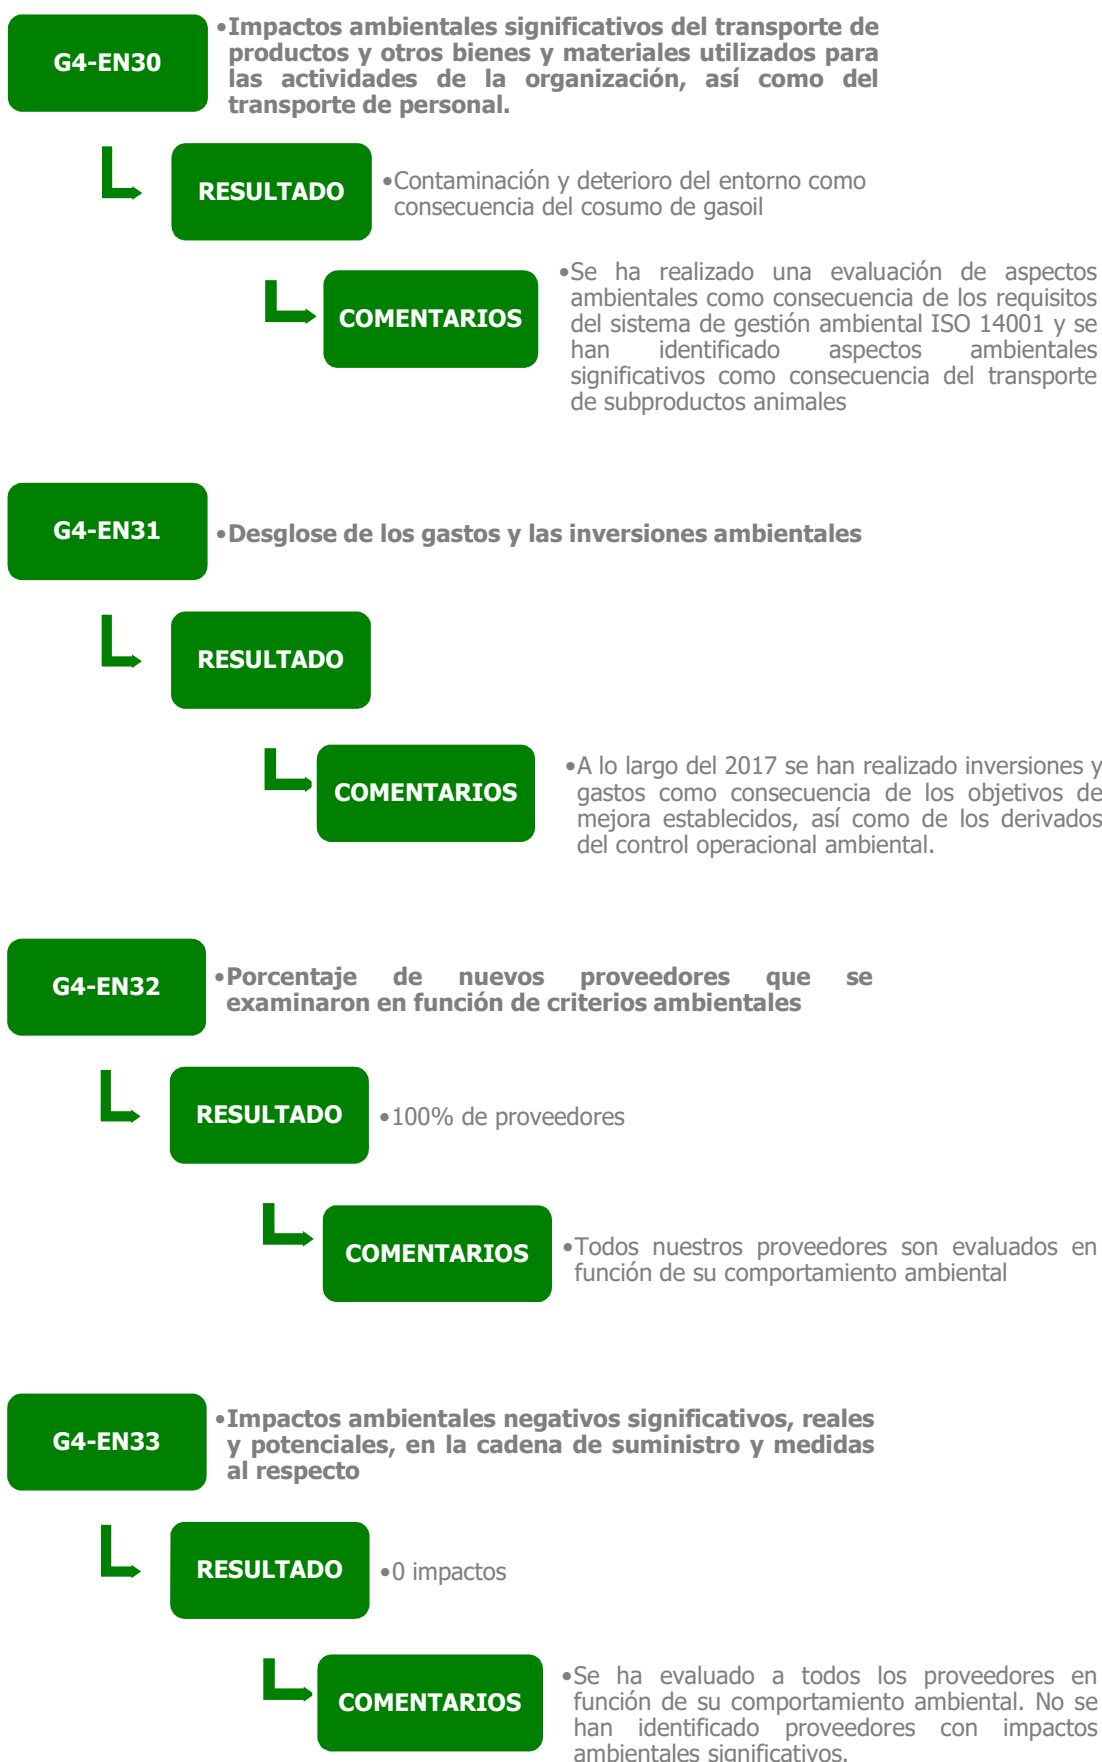 G4-EN30
•Impactos ambientales significativos del transporte de
productos y otros bienes y materiales utilizados para
las actividades de la organización, así como del
transporte de personal.
RESULTADO
•Contaminación y deterioro del entorno como
consecuencia del cosumo de gasoil
COMENTARIOS
•Se ha realizado una evaluación de aspectos
ambientales como consecuencia de los requisitos
del sistema de gestión ambiental ISO 14001 y se
han identificado aspectos ambientales
significativos como consecuencia del transporte
de subproductos animales
G4-EN31
•Desglose de los gastos y las inversiones ambientales
RESULTADO
COMENTARIOS
•A lo largo del 2017 se han realizado inversiones y
gastos como consecuencia de los objetivos de
mejora establecidos, así como de los derivados
del control operacional ambiental.
G4-EN32
•Porcentaje de nuevos proveedores que se
examinaron en función de criterios ambientales
RESULTADO
•100% de proveedores
COMENTARIOS
•Todos nuestros proveedores son evaluados en
función de su comportamiento ambiental
G4-EN33
•Impactos ambientales negativos significativos, reales
y potenciales, en la cadena de suministro y medidas
al respecto
RESULTADO
•0 impactos
COMENTARIOS
•Se ha evaluado a todos los proveedores en
función de su comportamiento ambiental. No se
han identificado proveedores con impactos
ambientales significativos.